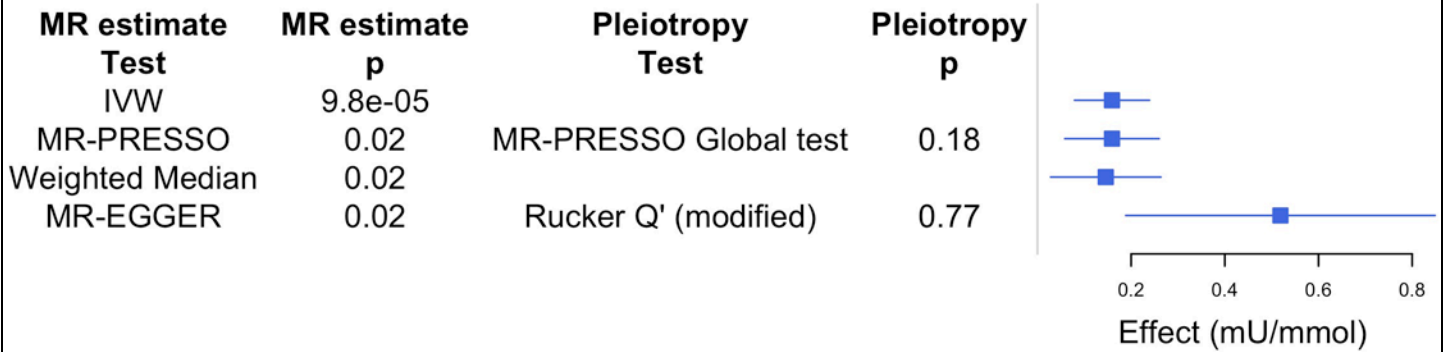 MR estimate MR estimate Pleiotropy Pleiotropy
Test p Test p
IVW 9.8e-05
MR-PRESSO 0.02 MR-PRESSO Global test 0.18
Weighted Median 0.02
MR-EGGER 0.02 Rucker Q' (modified) 0.77
0.2 0.4 0.6 0.8
Effect (mU/mmol)